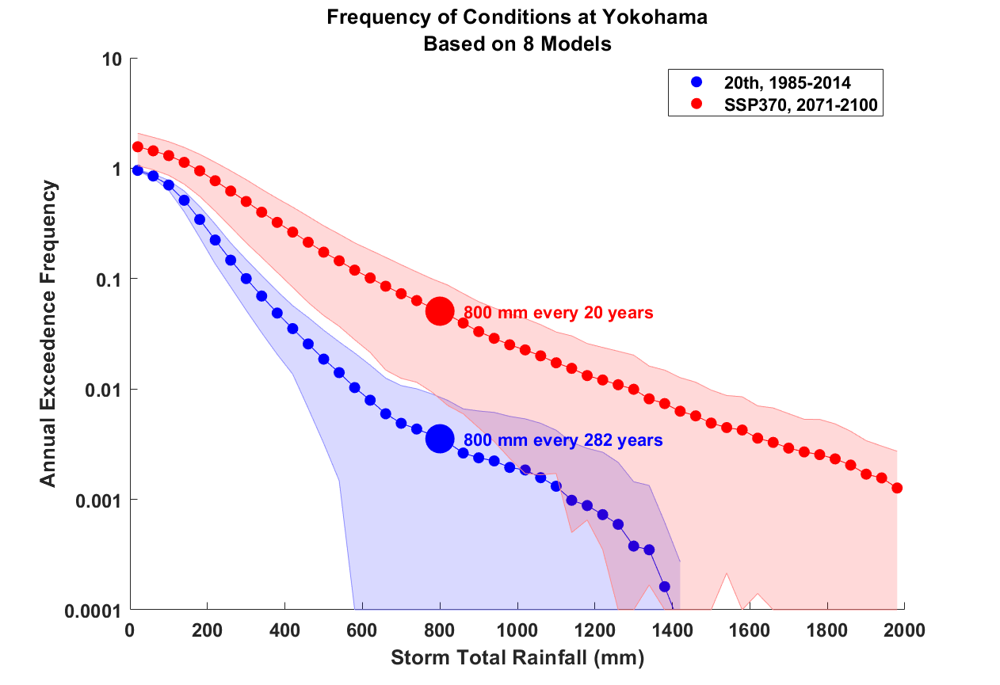 Frequency of Conditions at Yokohama
Based on 8 Models
10
20th, 1985-2014
SSP370, 2071-2100
1
0.1
800 mm every 20 years
0.01
800 mm every 282 years
0.001
0.0001
Annual Exceedence Frequency
0 200 400 600 800 1000 1200 1400 1600 1800 2000
Storm Total Rainfall (mm)